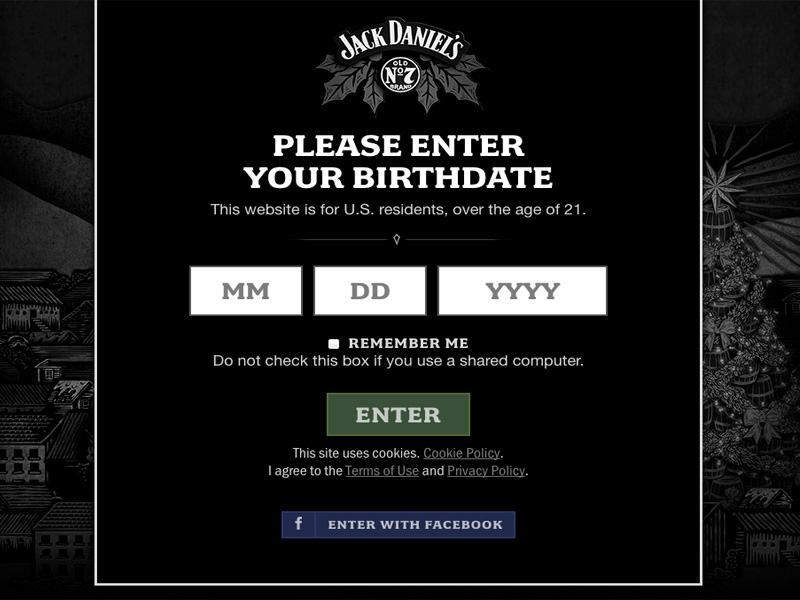 JACK DANIEL'S
OLD
Nº7
BRAND
PLEASE ENTER
YOUR BIRTHDATE
This website is for U.S. residents, over the age of 21.
MM DD YYYY
REMEMBER ME
Do not check this box if you use a shared computer.
ENTER
This site uses cookies. Cookie Policy.
I agree to the Terms of Use and Privacy Policy.
f ENTER WITH FACEBOOK